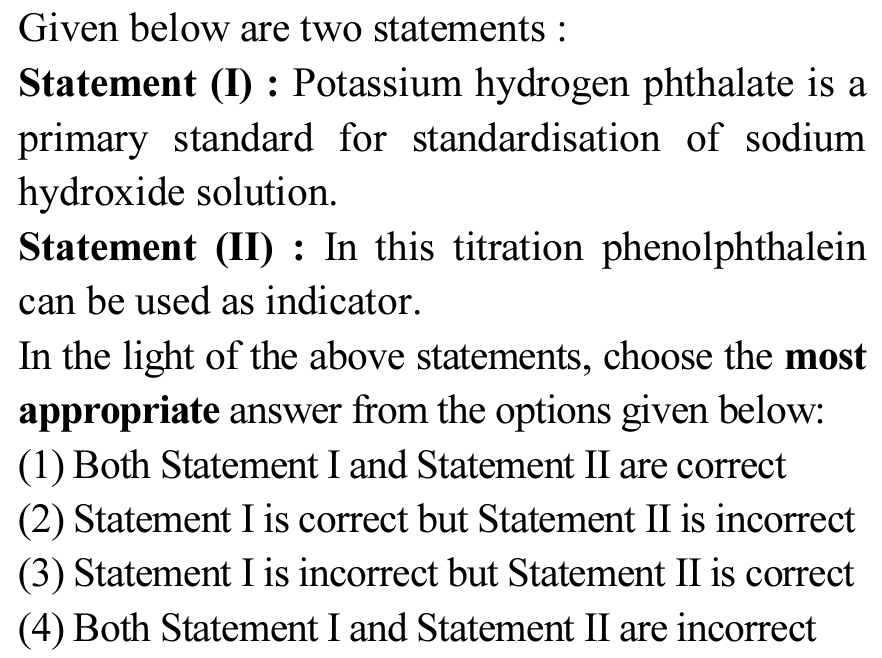 Given below are two statements :
Statement (I) : Potassium hydrogen phthalate is a
primary standard for standardisation of sodium
hydroxide solution.
Statement (II) : In this titration phenolphthalein
can be used as indicator.
In the light of the above statements, choose the most
appropriate answer from the options given below:
(1) Both Statement I and Statement II are correct
(2) Statement I is correct but Statement II is incorrect
(3) Statement I is incorrect but Statement II is correct
(4) Both Statement I and Statement II are incorrect